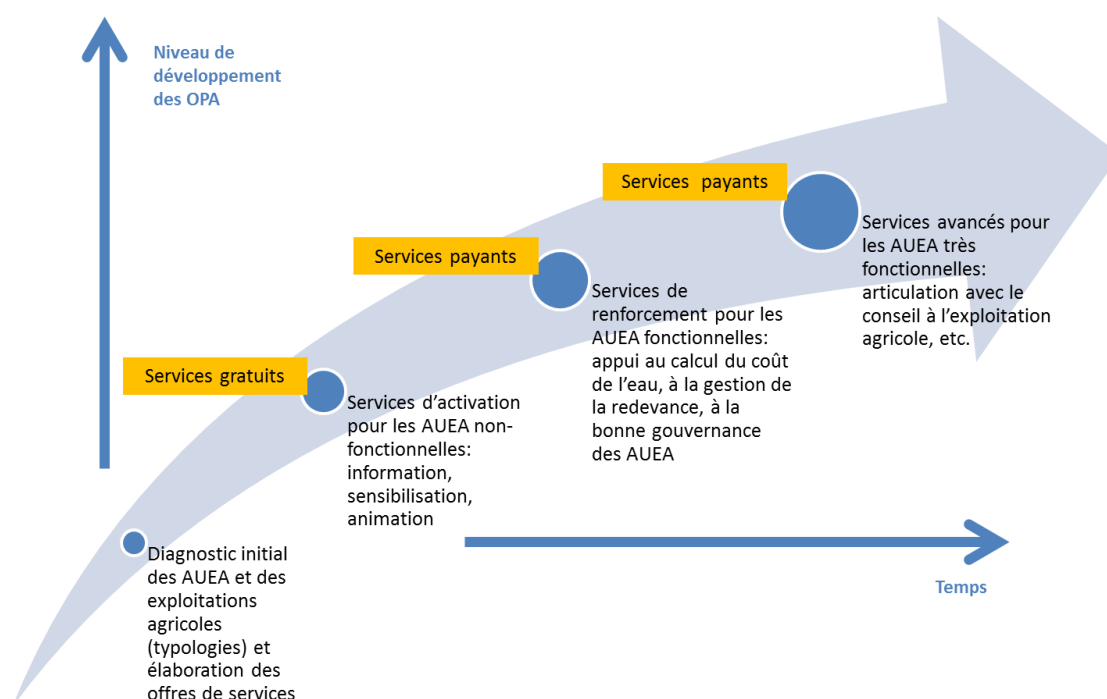 Niveau de
développement
des OPA
Services payants
Services avancés pour
les AUEA très
fonctionnelles:
articulation avec le
conseil à l’exploitation
agricole, etc.
Services payants
Services de
renforcement pour les
AUEA fonctionnelles:
appui au calcul du coût
de l’eau, à la gestion de
la redevance, à la
bonne gouvernance
des AUEA
Services gratuits
Services d’activation
pour les AUEA non-
fonctionnelles:
information,
sensibilisation,
animation
Diagnostic initial
des AUEA et des
exploitations
agricoles
(typologies) et
élaboration des
offres de services
Temps